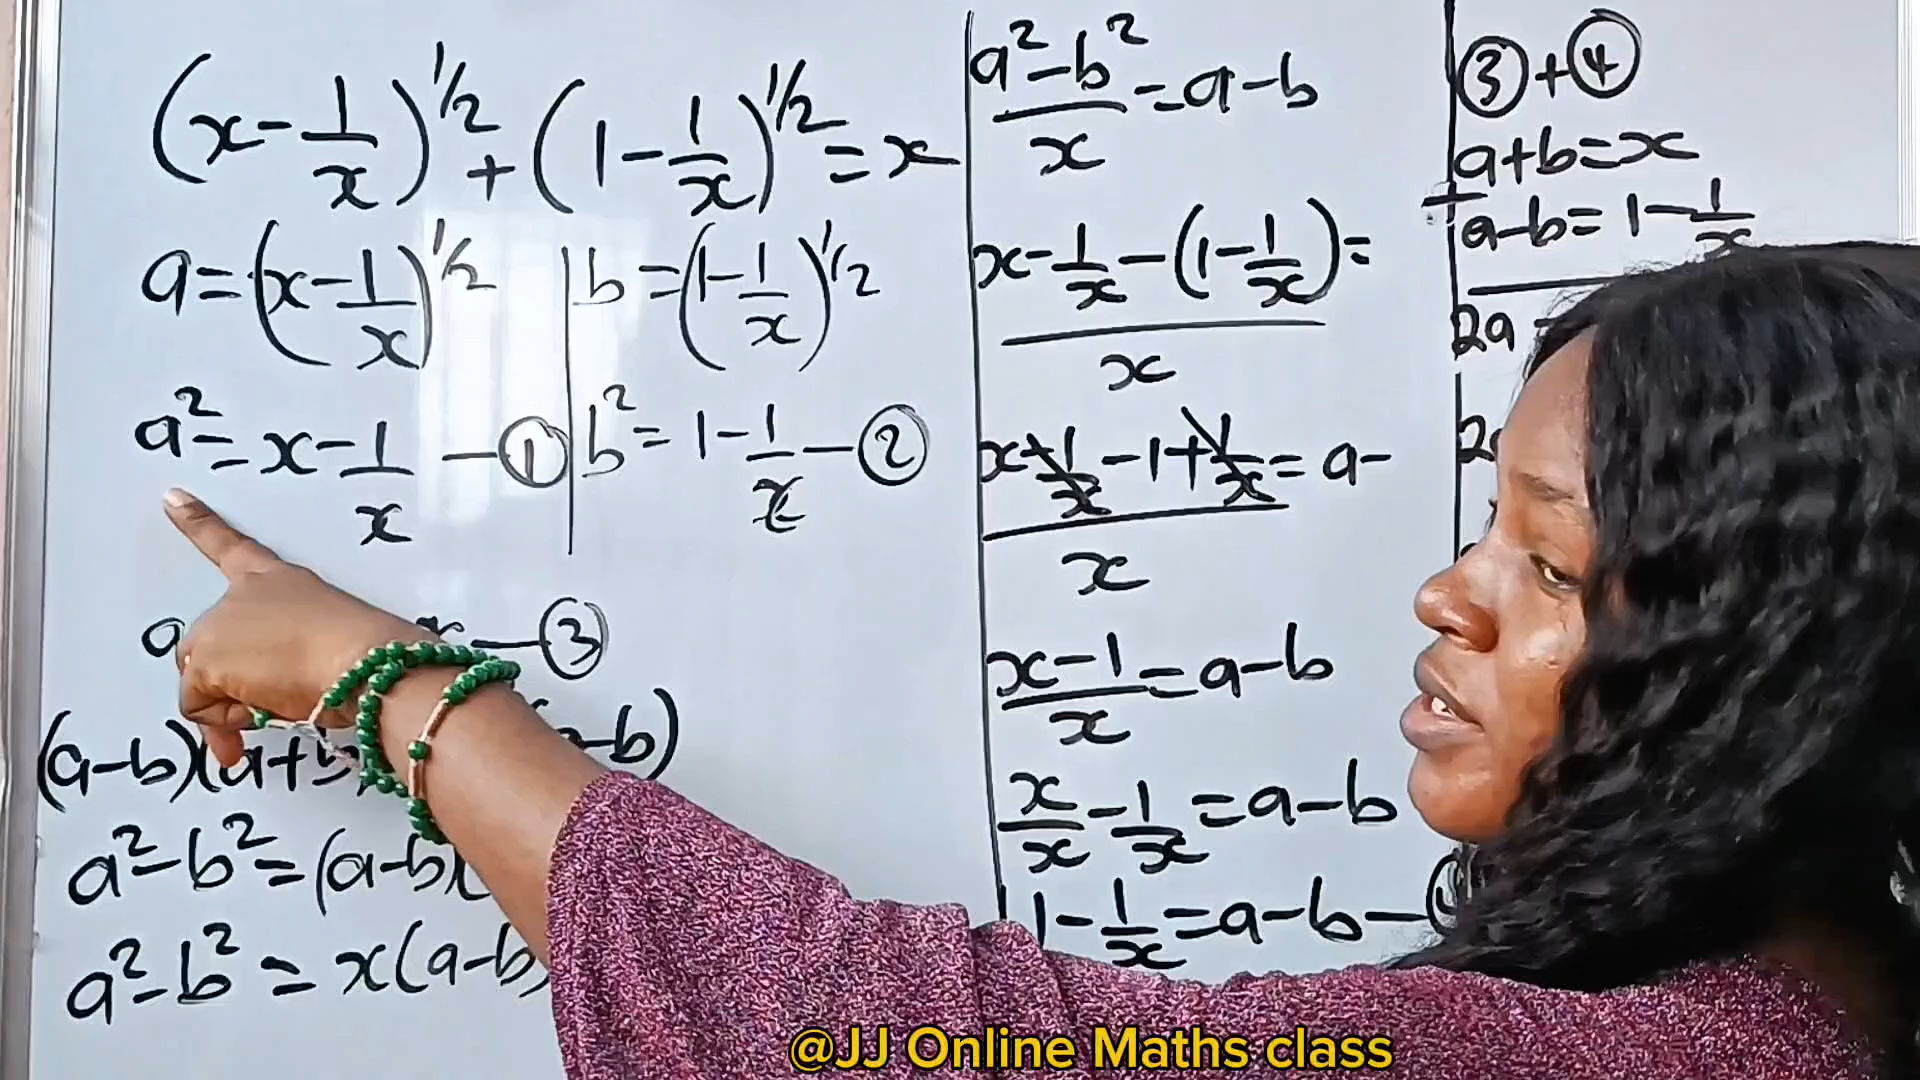 (x - 1/x)^1/2 + (1 - 1/x)^1/2 = x
a = (x - 1/x)^1/2
b = (1 - 1/x)^1/2
a² = x - 1/x - ①
b² = 1 - 1/x - ②
a x - ③
(a-b)(a+b -b)
a² - b² = (a-b)(
a² - b² = x(a-b)
(a² - b²)/x = a - b
(x - 1/x - (1 - 1/x))/x =
(x - 1/x - 1 + 1/x)/x = a -
(x - 1)/x = a - b
x/x - 1/x = a - b
1 - 1/x = a - b - ④
③ + ④
a + b = x
+ a - b = 1 - 1/x
2a =
2a
@JJ Online Maths class